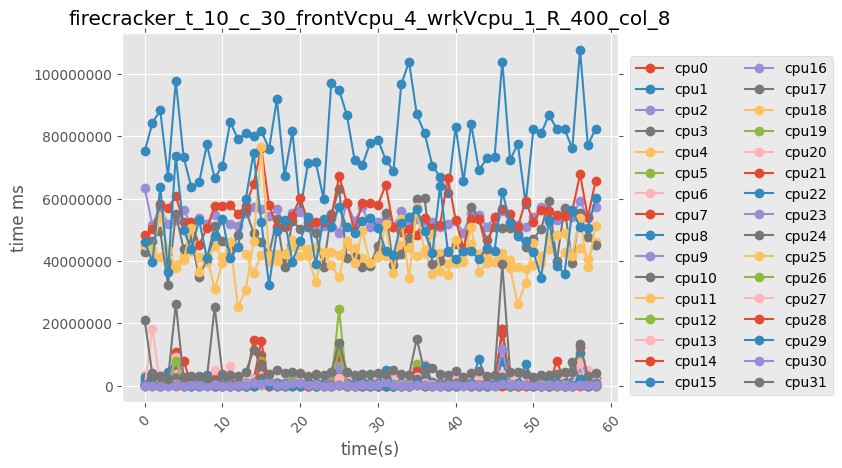 firecracker_t_10_c_30_frontVcpu_4_wrkVcpu_1_R_400_col_8
100000000
80000000
60000000
40000000
20000000
0
time ms
0 10 20 30 40 50 60
time(s)
cpu0 cpu16
cpu1 cpu17
cpu2 cpu18
cpu3 cpu19
cpu4 cpu20
cpu5 cpu21
cpu6 cpu22
cpu7 cpu23
cpu8 cpu24
cpu9 cpu25
cpu10 cpu26
cpu11 cpu27
cpu12 cpu28
cpu13 cpu29
cpu14 cpu30
cpu15 cpu31